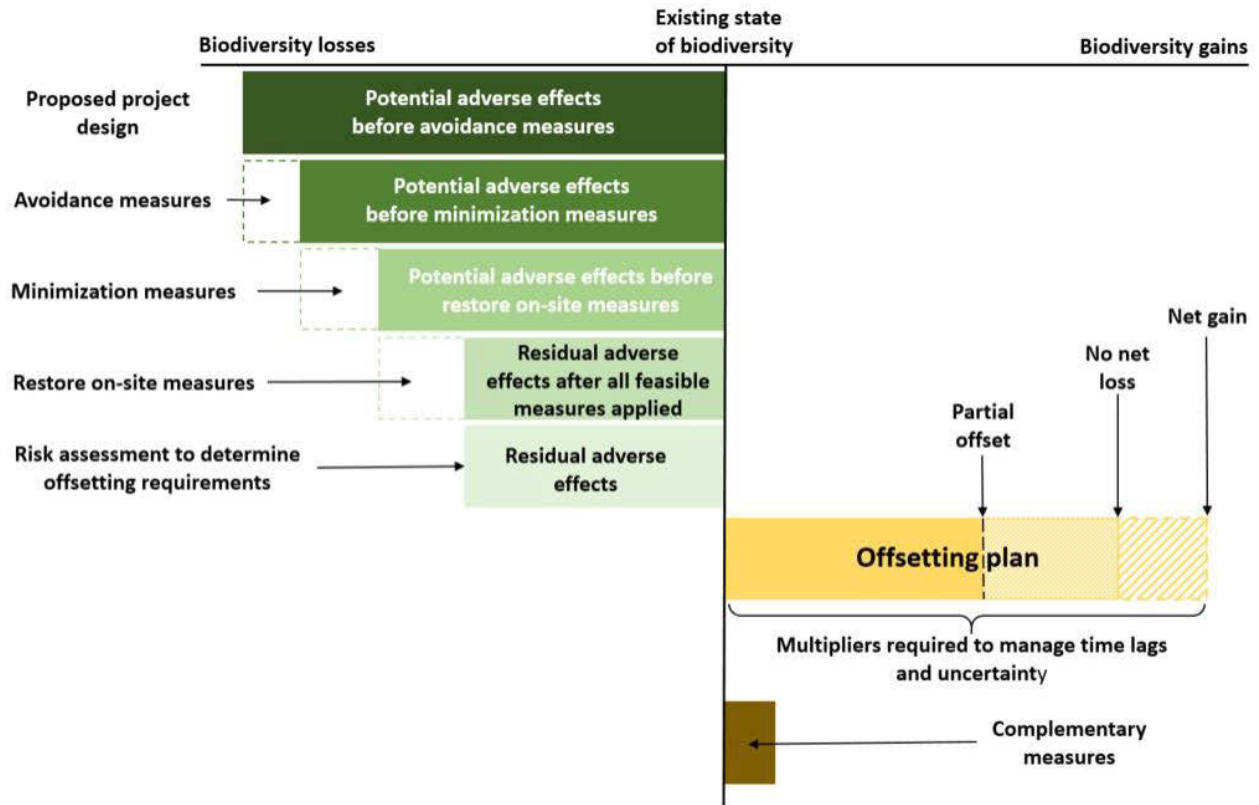 Biodiversity losses
Existing state
of biodiversity
Biodiversity gains
Proposed project
design
Potential adverse effects
before avoidance measures
Avoidance measures
Potential adverse effects
before minimization measures
Minimization measures
Potential adverse effects before
restore on-site measures
Net gain
Restore on-site measures
Residual adverse
effects after all feasible
measures applied
No net
loss
Partial
offset
Risk assessment to determine
offsetting requirements
Residual adverse
effects
Offsetting plan
Multipliers required to manage time lags
and uncertainty
Complementary
measures